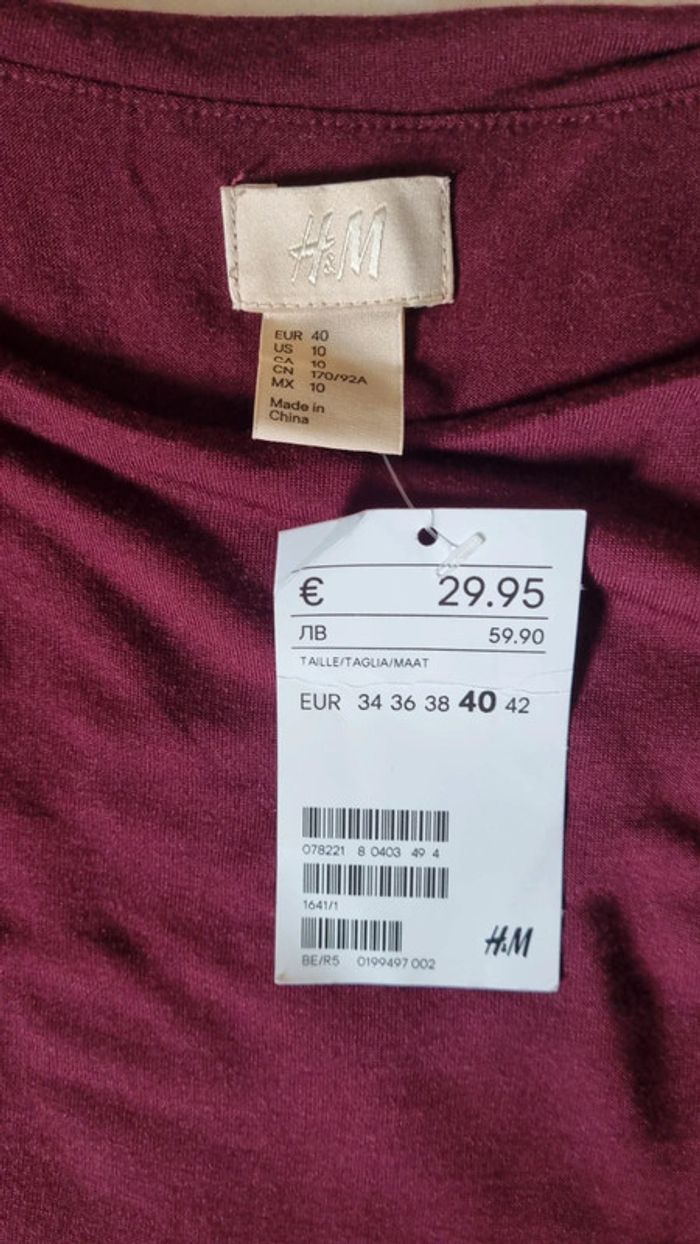 H&M
EUR 40
US 10
CA 10
CN 170/92A
MX 10
Made in
China
€ 29.95
ЛВ 59.90
TAILLE/TAGLIA/MAAT
EUR 34 36 38 40 42
078221 8 0403 49 4
1641/1
H&M
BE/R5 0199497 002